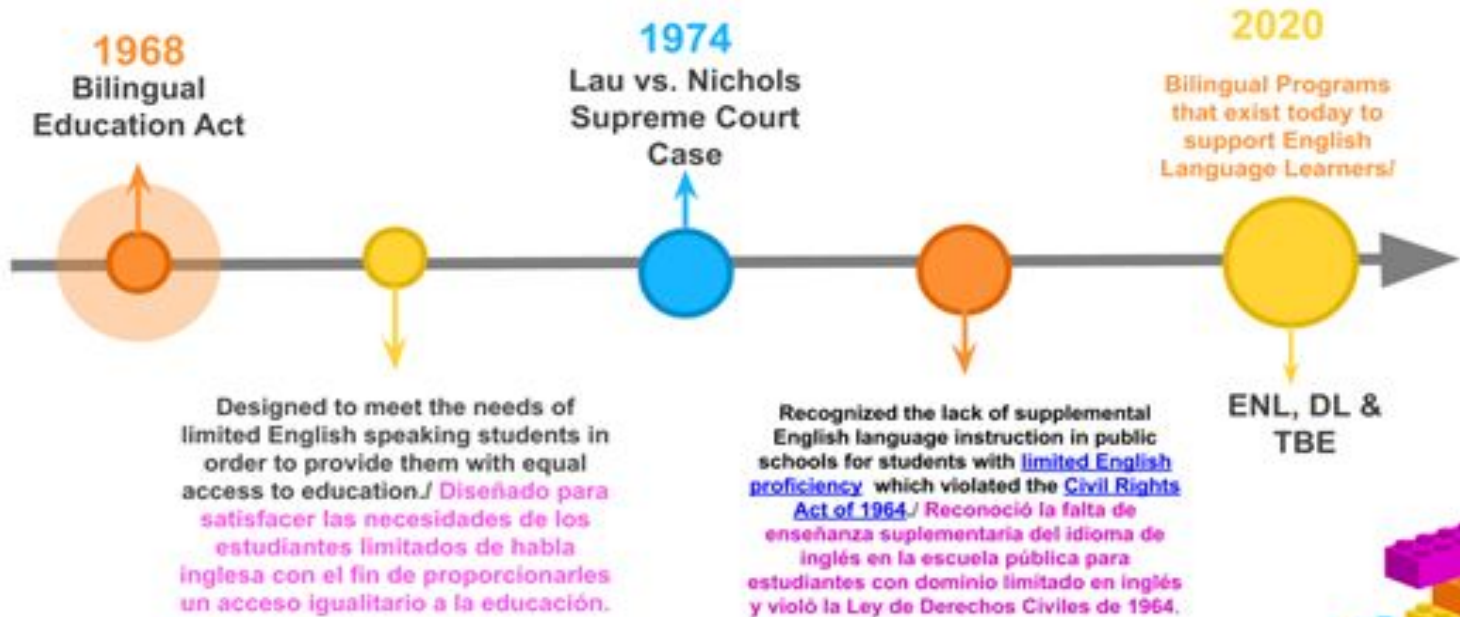 1968
Bilingual
Education Act
1974
Lau vs. Nichols
Supreme Court
Case
2020
Bilingual Programs
that exist today to
support English
Language Learners/
Designed to meet the needs of
limited English speaking students in
order to provide them with equal
access to education./ Diseñado para
satisfacer las necesidades de los
estudiantes limitados de habla
inglesa con el fin de proporcionarles
un acceso igualitario a la educación.
Recognized the lack of supplemental
English language instruction in public
schools for students with limited English
proficiency which violated the Civil Rights
Act of 1964./ Reconoció la falta de
enseñanza suplementaria del idioma de
inglés en la escuela pública para
estudiantes con dominio limitado en inglés
y violó la Ley de Derechos Civiles de 1964.
ENL, DL &
TBE